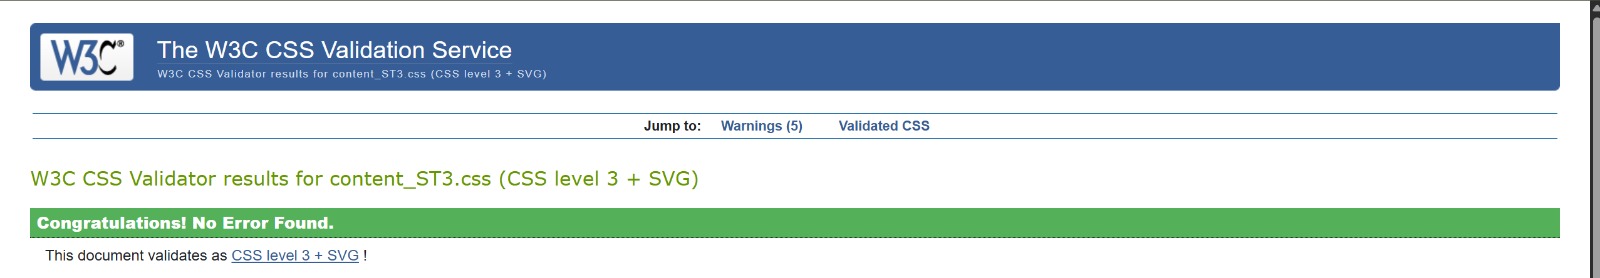 W3C®
The W3C CSS Validation Service
W3C CSS Validator results for content_ST3.css (CSS level 3 + SVG)
Jump to: Warnings (5) Validated CSS
W3C CSS Validator results for content_ST3.css (CSS level 3 + SVG)
Congratulations! No Error Found.
This document validates as CSS level 3 + SVG !